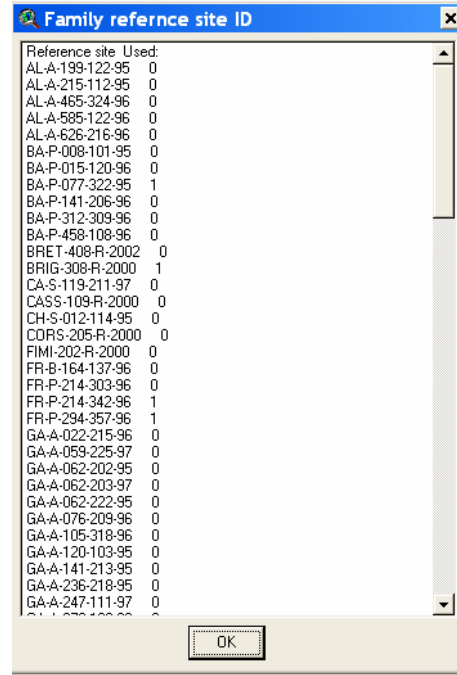 Family refernce site ID
Reference site Used:
AL-A-199-122-95 0
AL-A-215-112-95 0
AL-A-465-324-96 0
AL-A-585-122-96 0
AL-A-626-216-96 0
BA-P-008-101-95 0
BA-P-015-120-96 0
BA-P-077-322-95 1
BA-P-141-206-96 0
BA-P-312-309-96 0
BA-P-458-108-96 0
BRET-408-R-2002 0
BRIG-308-R-2000 1
CA-S-119-211-97 0
CASS-109-R-2000 0
CH-S-012-114-95 0
CORS-205-R-2000 0
FIMI-202-R-2000 0
FR-B-164-137-96 0
FR-P-214-303-96 0
FR-P-214-342-96 1
FR-P-294-357-96 1
GA-A-022-215-96 0
GA-A-059-225-97 0
GA-A-062-202-95 0
GA-A-062-203-97 0
GA-A-062-222-95 0
GA-A-076-209-96 0
GA-A-105-318-96 0
GA-A-120-103-95 0
GA-A-141-213-95 0
GA-A-236-218-95 0
GA-A-247-111-97 0
OK